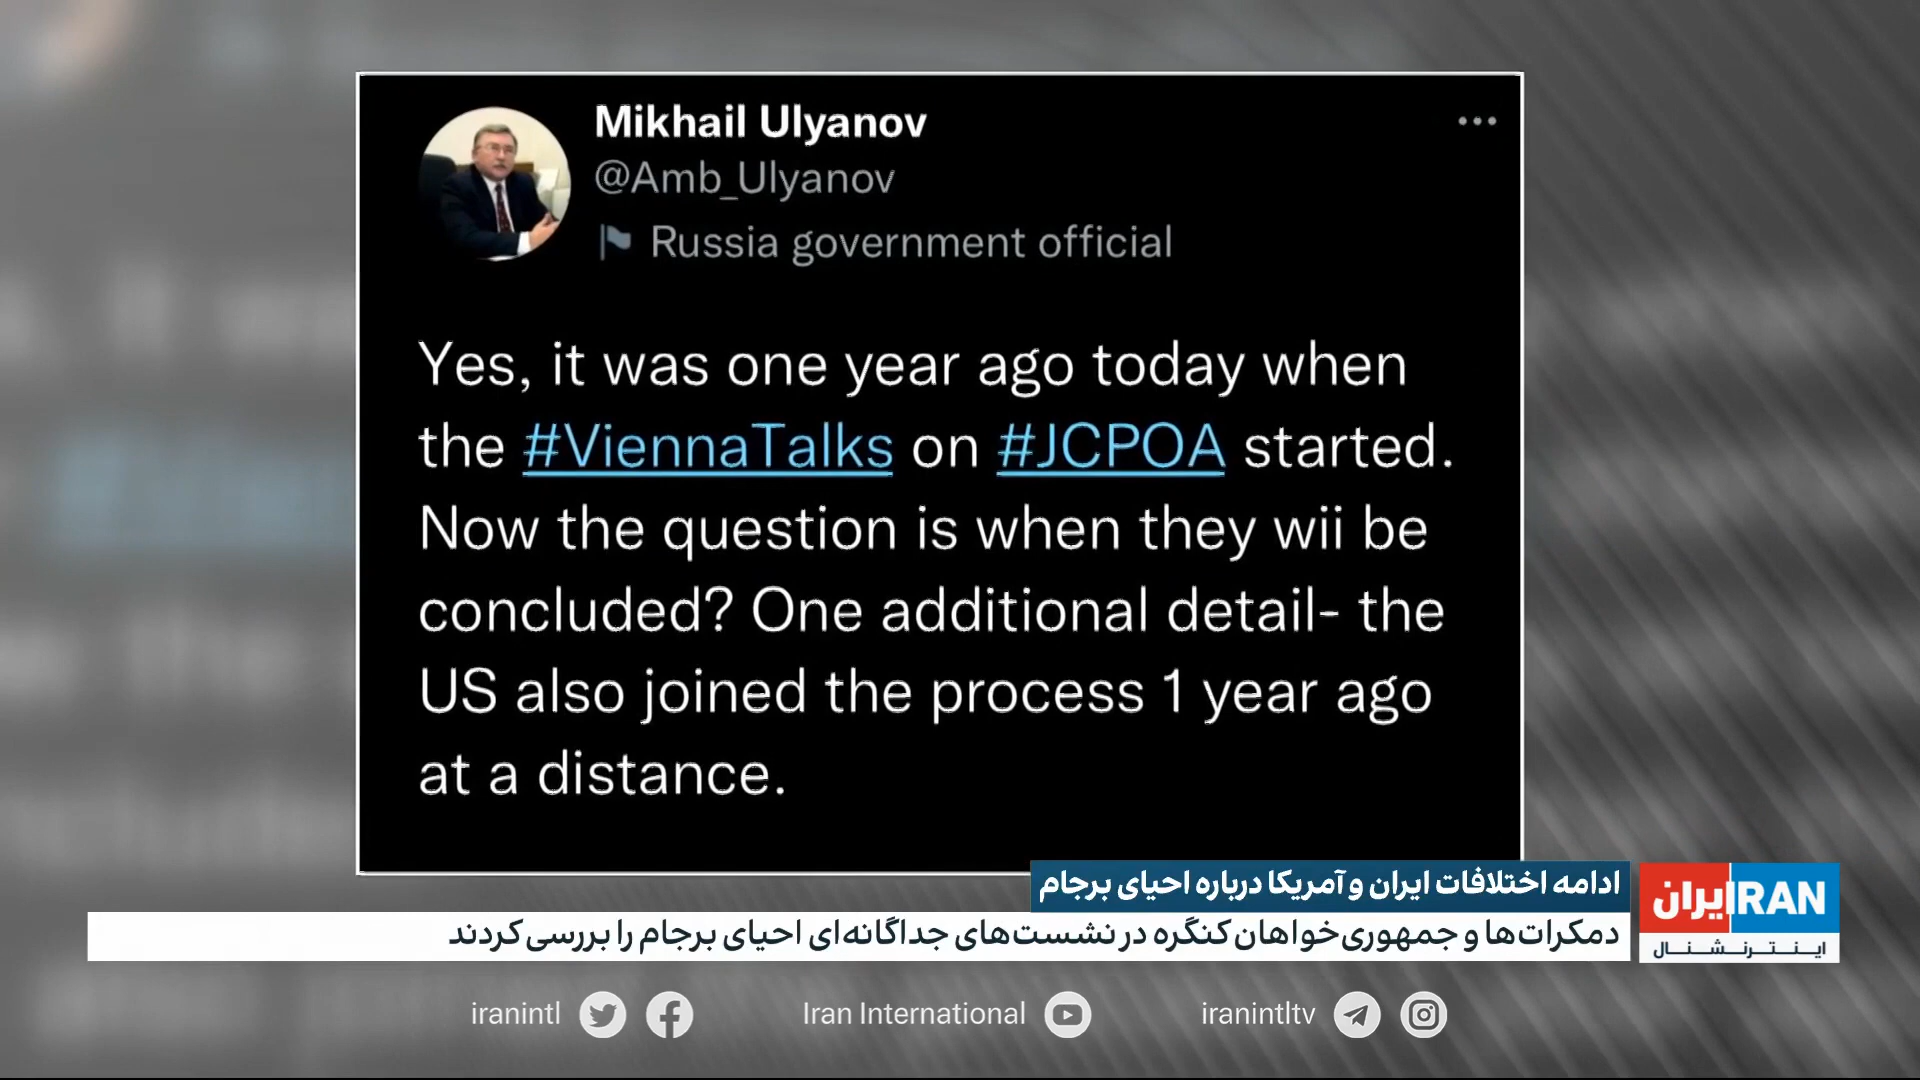 Mikhail Ulyanov
@Amb_Ulyanov
Russia government official
Yes, it was one year ago today when
the #ViennaTalks on #JCPOA started.
Now the question is when they wii be
concluded? One additional detail- the
US also joined the process 1 year ago
at a distance.
ادامه اختلافات ایران و آمریکا درباره احیای برجام
دمکرات‌ها و جمهوری‌خواهان کنگره در نشست‌های جداگانه‌ای احیای برجام را بررسی کردند
ایران IRAN
اینترنشنال
iranintl
Iran International
iranintltv